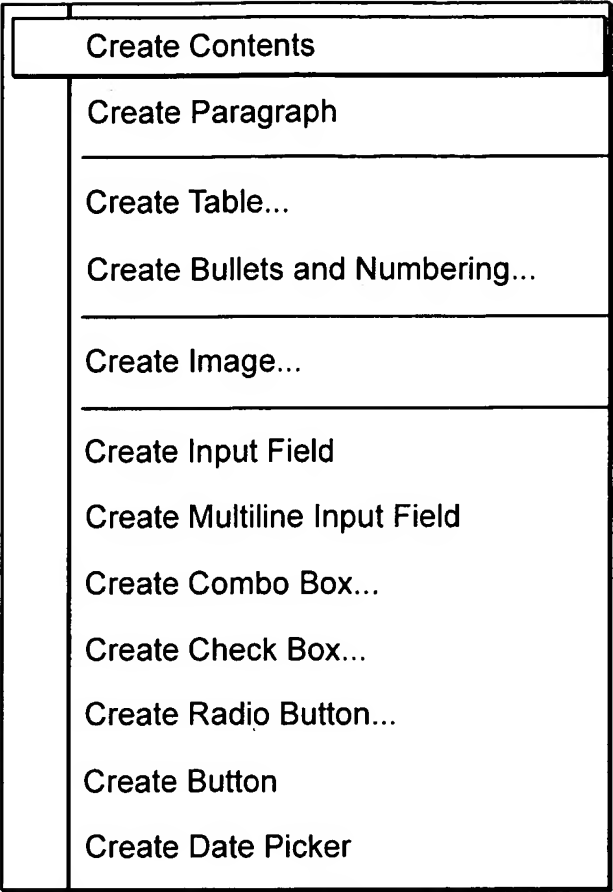 Create Contents
Create Paragraph
Create Table...
Create Bullets and Numbering...
Create Image...
Create Input Field
Create Multiline Input Field
Create Combo Box...
Create Check Box...
Create Radio Button...
Create Button
Create Date Picker